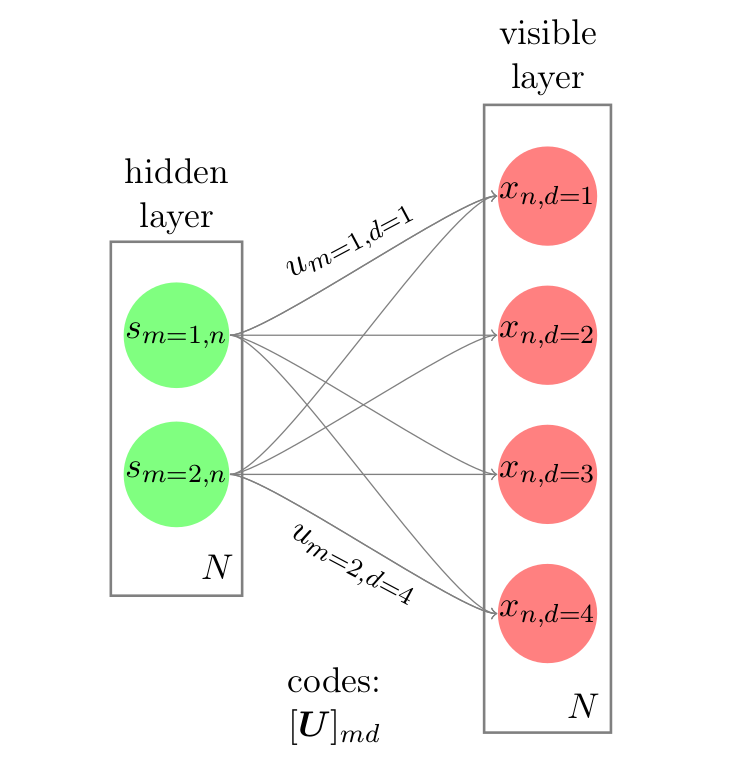 visible
layer
hidden
layer
x_{n,d=1}
u_{m=1,d=1}
s_{m=1,n}
x_{n,d=2}
s_{m=2,n}
x_{n,d=3}
u_{m=2,d=4}
N
x_{n,d=4}
codes:
[U]_{md}
N